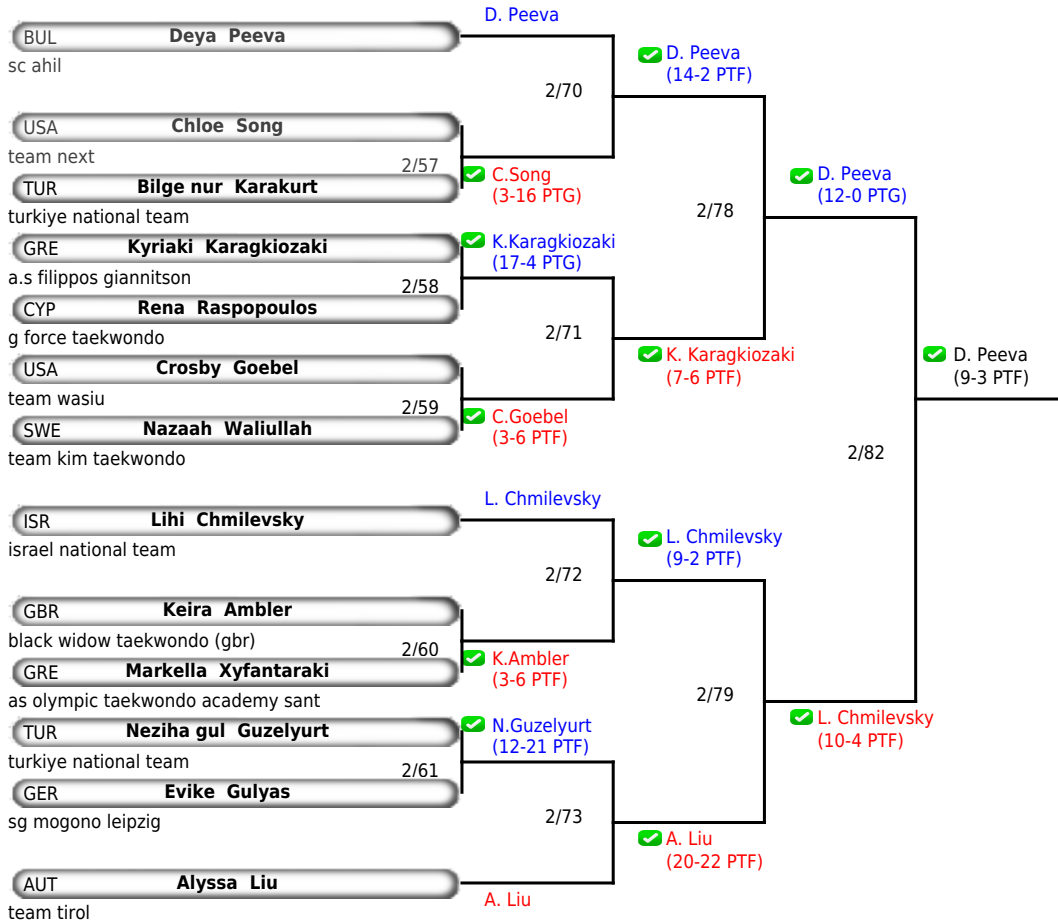 D. Peeva
BUL Deya Peeva
sc ahil
D. Peeva
(14-2 PTF)
2/70
USA Chloe Song
team next
2/57
C.Song
(3-16 PTG)
TUR Bilge nur Karakurt
turkiye national team
D. Peeva
(12-0 PTG)
2/78
GRE Kyriaki Karagkiozaki
K.Karagkiozaki
(17-4 PTG)
a.s filippos giannitson
2/58
CYP Rena Raspopoulos
g force taekwondo
2/71
K. Karagkiozaki
(7-6 PTF)
D. Peeva
(9-3 PTF)
USA Crosby Goebel
team wasiu
2/59
C.Goebel
(3-6 PTF)
SWE Nazaah Waliullah
team kim taekwondo
2/82
L. Chmilevsky
ISR Lihi Chmilevsky
israel national team
L. Chmilevsky
(9-2 PTF)
2/72
GBR Keira Ambler
black widow taekwondo (gbr)
2/60
K.Ambler
(3-6 PTF)
GRE Markella Xyfantaraki
as olympic taekwondo academy sant
2/79
L. Chmilevsky
(10-4 PTF)
TUR Neziha gul Guzelyurt
N.Guzelyurt
(12-21 PTF)
turkiye national team
2/61
GER Evike Gulyas
sg mogono leipzig
2/73
A. Liu
(20-22 PTF)
AUT Alyssa Liu
A. Liu
team tirol